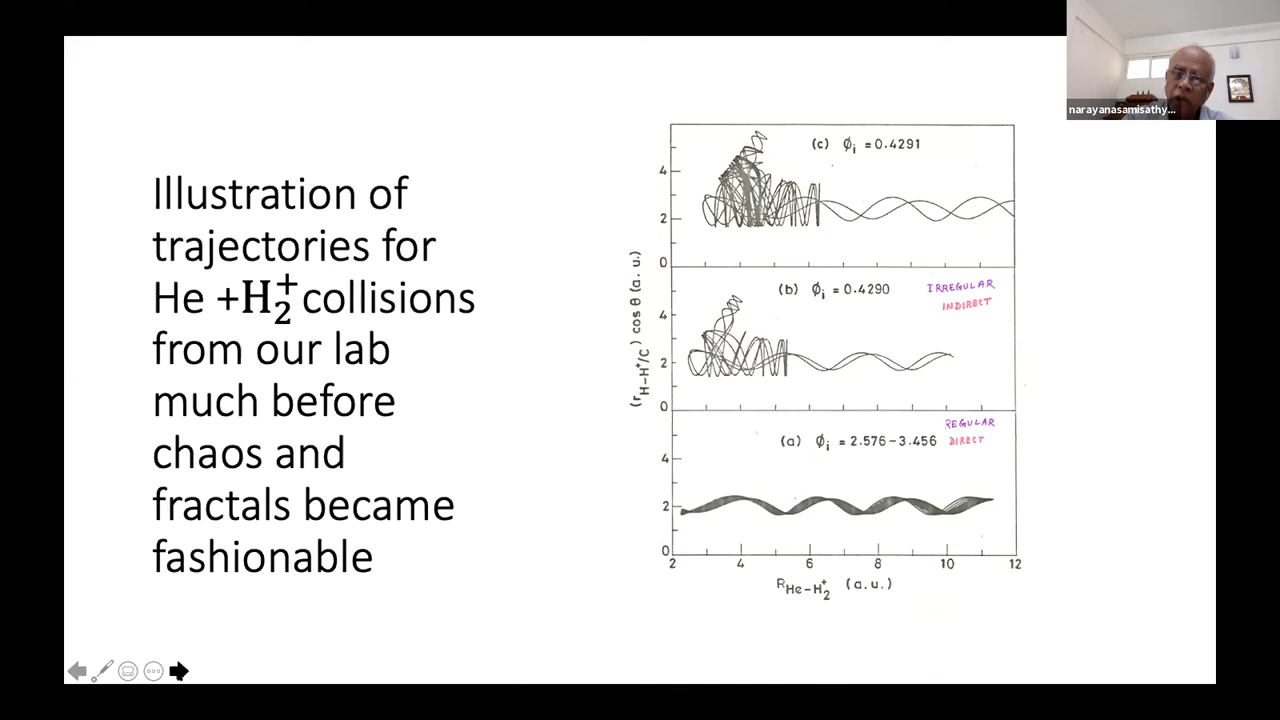 narayanasamisathy...
Illustration of
trajectories for
He +H₂⁺ collisions
from our lab
much before
chaos and
fractals became
fashionable
(c) ϕi = 0.4291
4
2
0
(b) ϕi = 0.4290
IRREGULAR
INDIRECT
4
2
0
REGULAR
(a) ϕi = 2.576-3.456 DIRECT
4
2
0
2 4 6 8 10 12
RHe-H₂⁺ (a.u.)
(rH-H⁺/C) cos θ (a.u.)